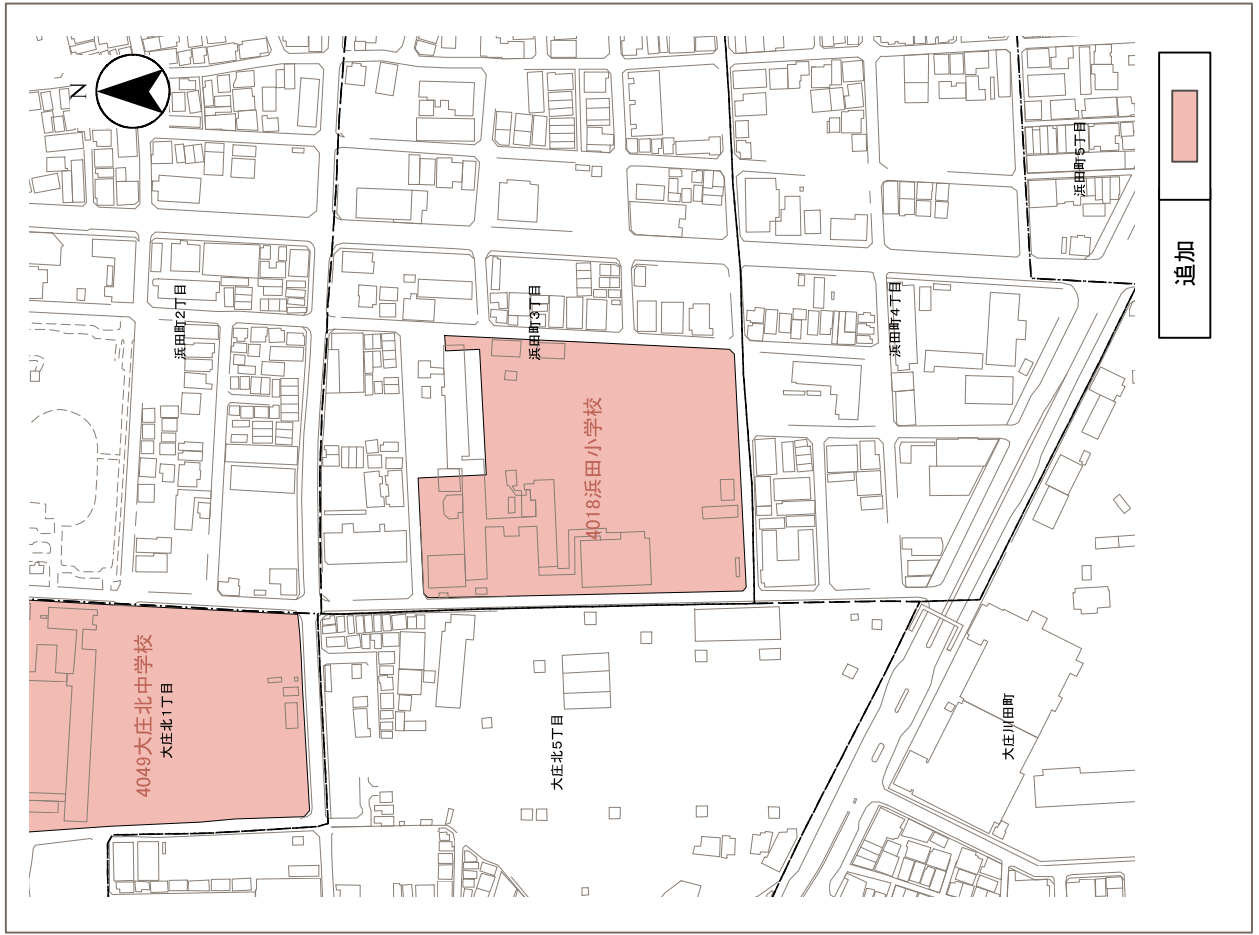 N
追加
浜田町5丁目
浜田町2丁目
浜田町3丁目
浜田町4丁目
4018浜田小学校
4049大庄北中学校
大庄北1丁目
大庄北5丁目
大庄川田町